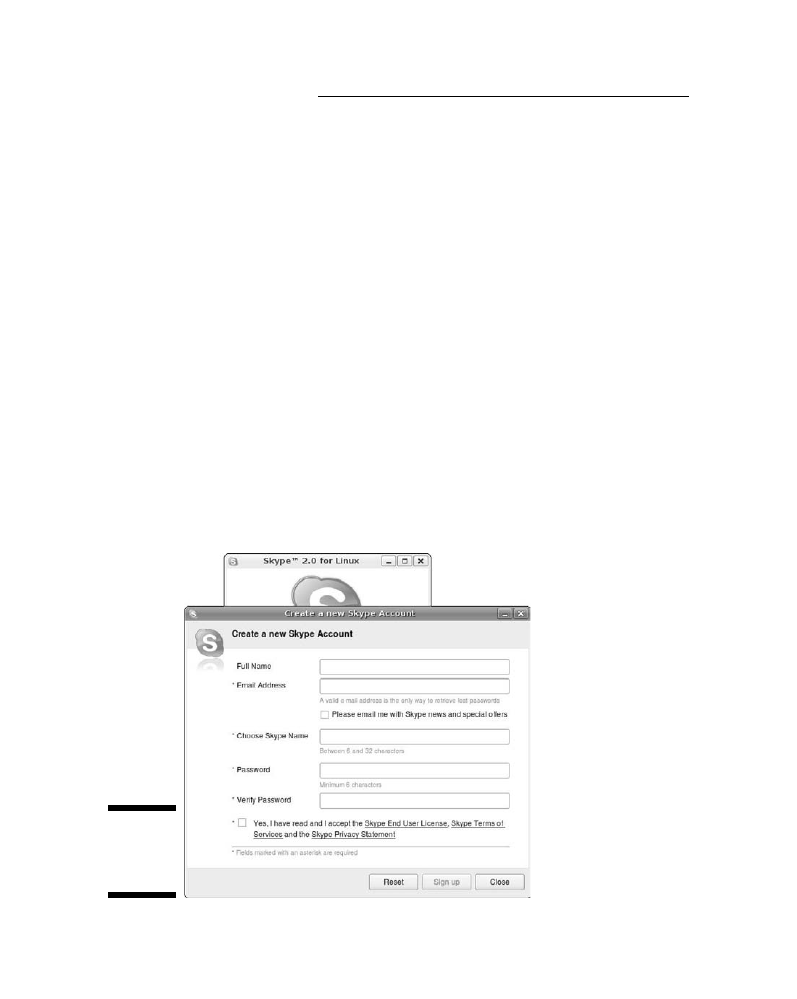 Skype™ 2.0 for Linux
Create a new Skype Account
Create a new Skype Account
Full Name
* Email Address
A valid e mail address is the only way to retrieve lost passwords
Please email me with Skype news and special offers
* Choose Skype Name
Between 6 and 32 characters
* Password
Minimum 6 characters
* Verify Password
* Yes, I have read and I accept the Skype End User License, Skype Terms of
Services and the Skype Privacy Statement
* Fields marked with an asterisk are required
Reset Sign up Close